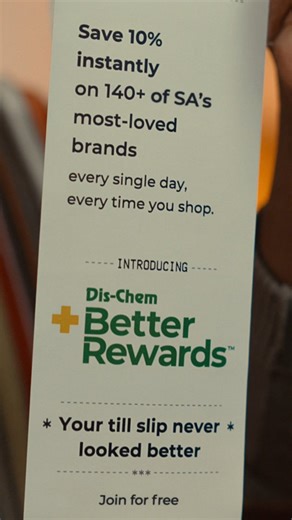 Save 10%
instantly
on 140+ of SA's
most-loved
brands
every single day,
every time you shop.
----- INTRODUCING -----
Dis-Chem
Better
Rewards™
* Your till slip never *
looked better
***
Join for free